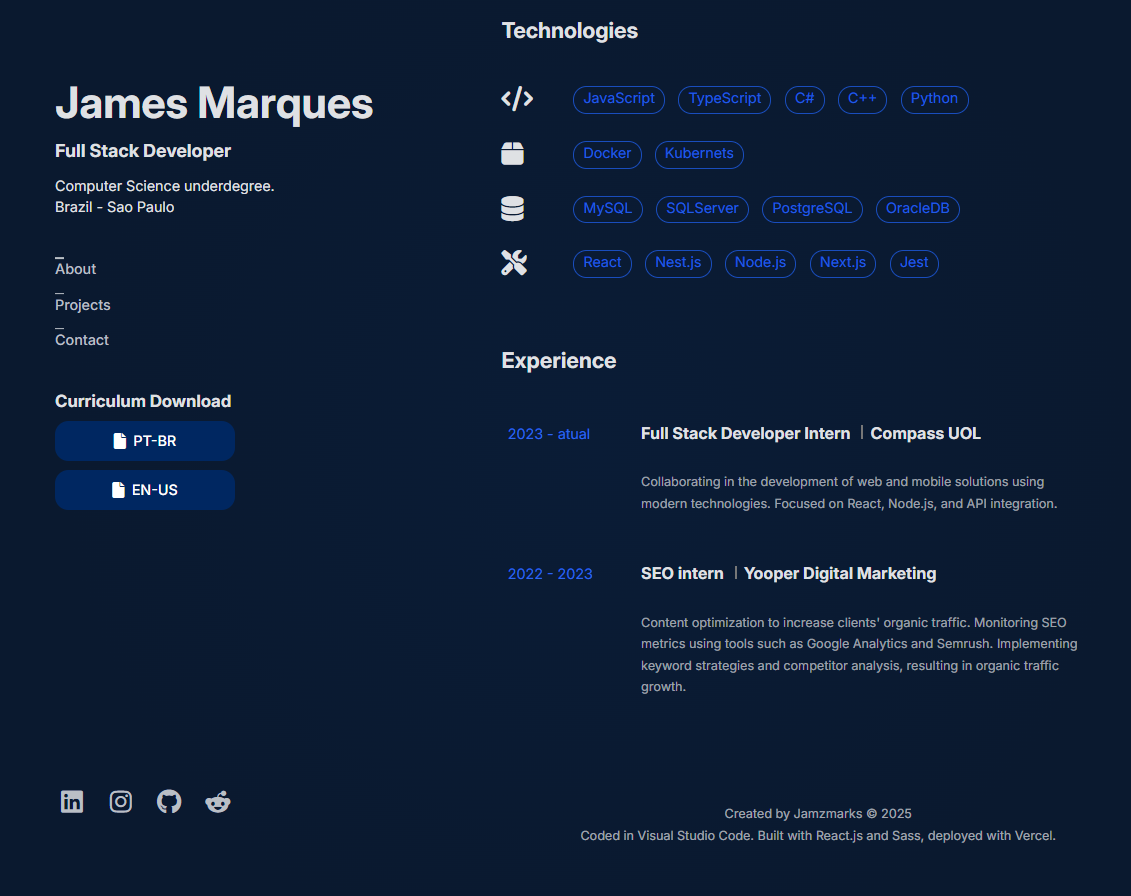 James Marques
Full Stack Developer
Computer Science underdegree.
Brazil - Sao Paulo
About
Projects
Contact
Curriculum Download
PT-BR
EN-US
Technologies
JavaScript TypeScript C# C++ Python
Docker Kubernets
MySQL SQLServer PostgreSQL OracleDB
React Nest.js Node.js Next.js Jest
Experience
2023 - atual Full Stack Developer Intern | Compass UOL
Collaborating in the development of web and mobile solutions using
modern technologies. Focused on React, Node.js, and API integration.
2022 - 2023 SEO intern | Yooper Digital Marketing
Content optimization to increase clients' organic traffic. Monitoring SEO
metrics using tools such as Google Analytics and Semrush. Implementing
keyword strategies and competitor analysis, resulting in organic traffic
growth.
Created by Jamzmarks © 2025
Coded in Visual Studio Code. Built with React.js and Sass, deployed with Vercel.